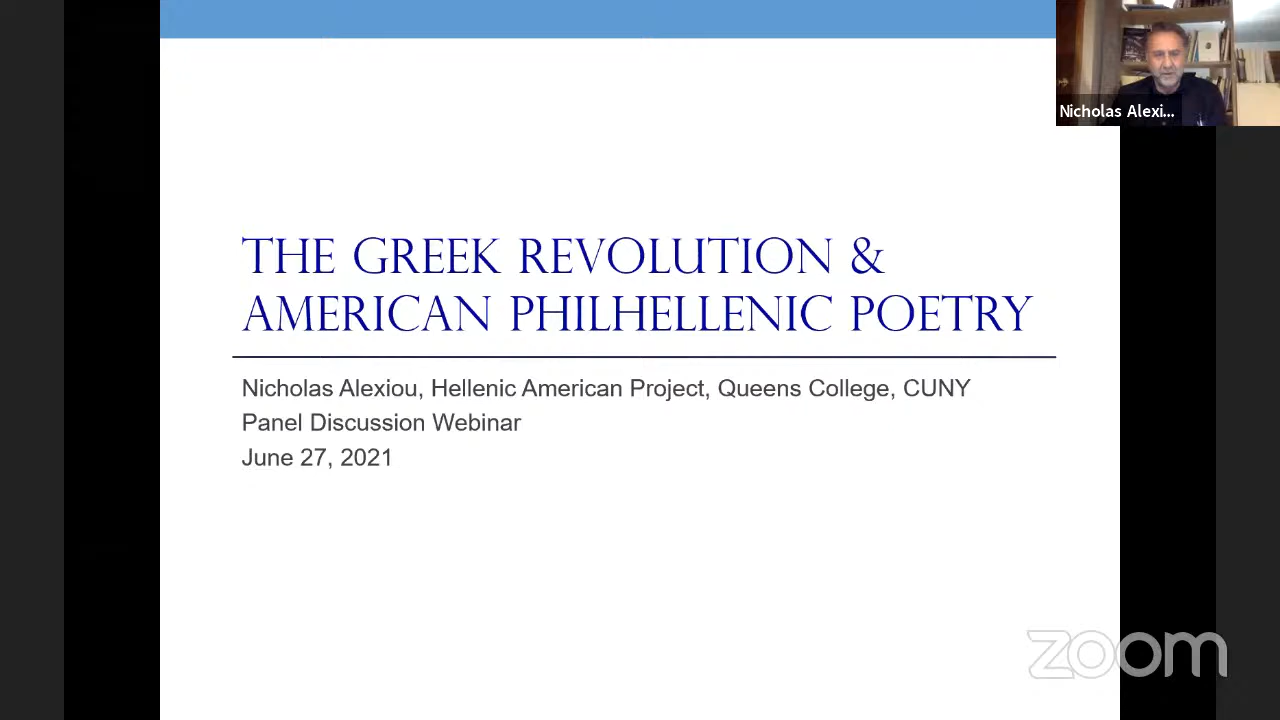 Nicholas Alexi...
THE GREEK REVOLUTION &
AMERICAN PHILHELLENIC POETRY
Nicholas Alexiou, Hellenic American Project, Queens College, CUNY
Panel Discussion Webinar
June 27, 2021
zoom